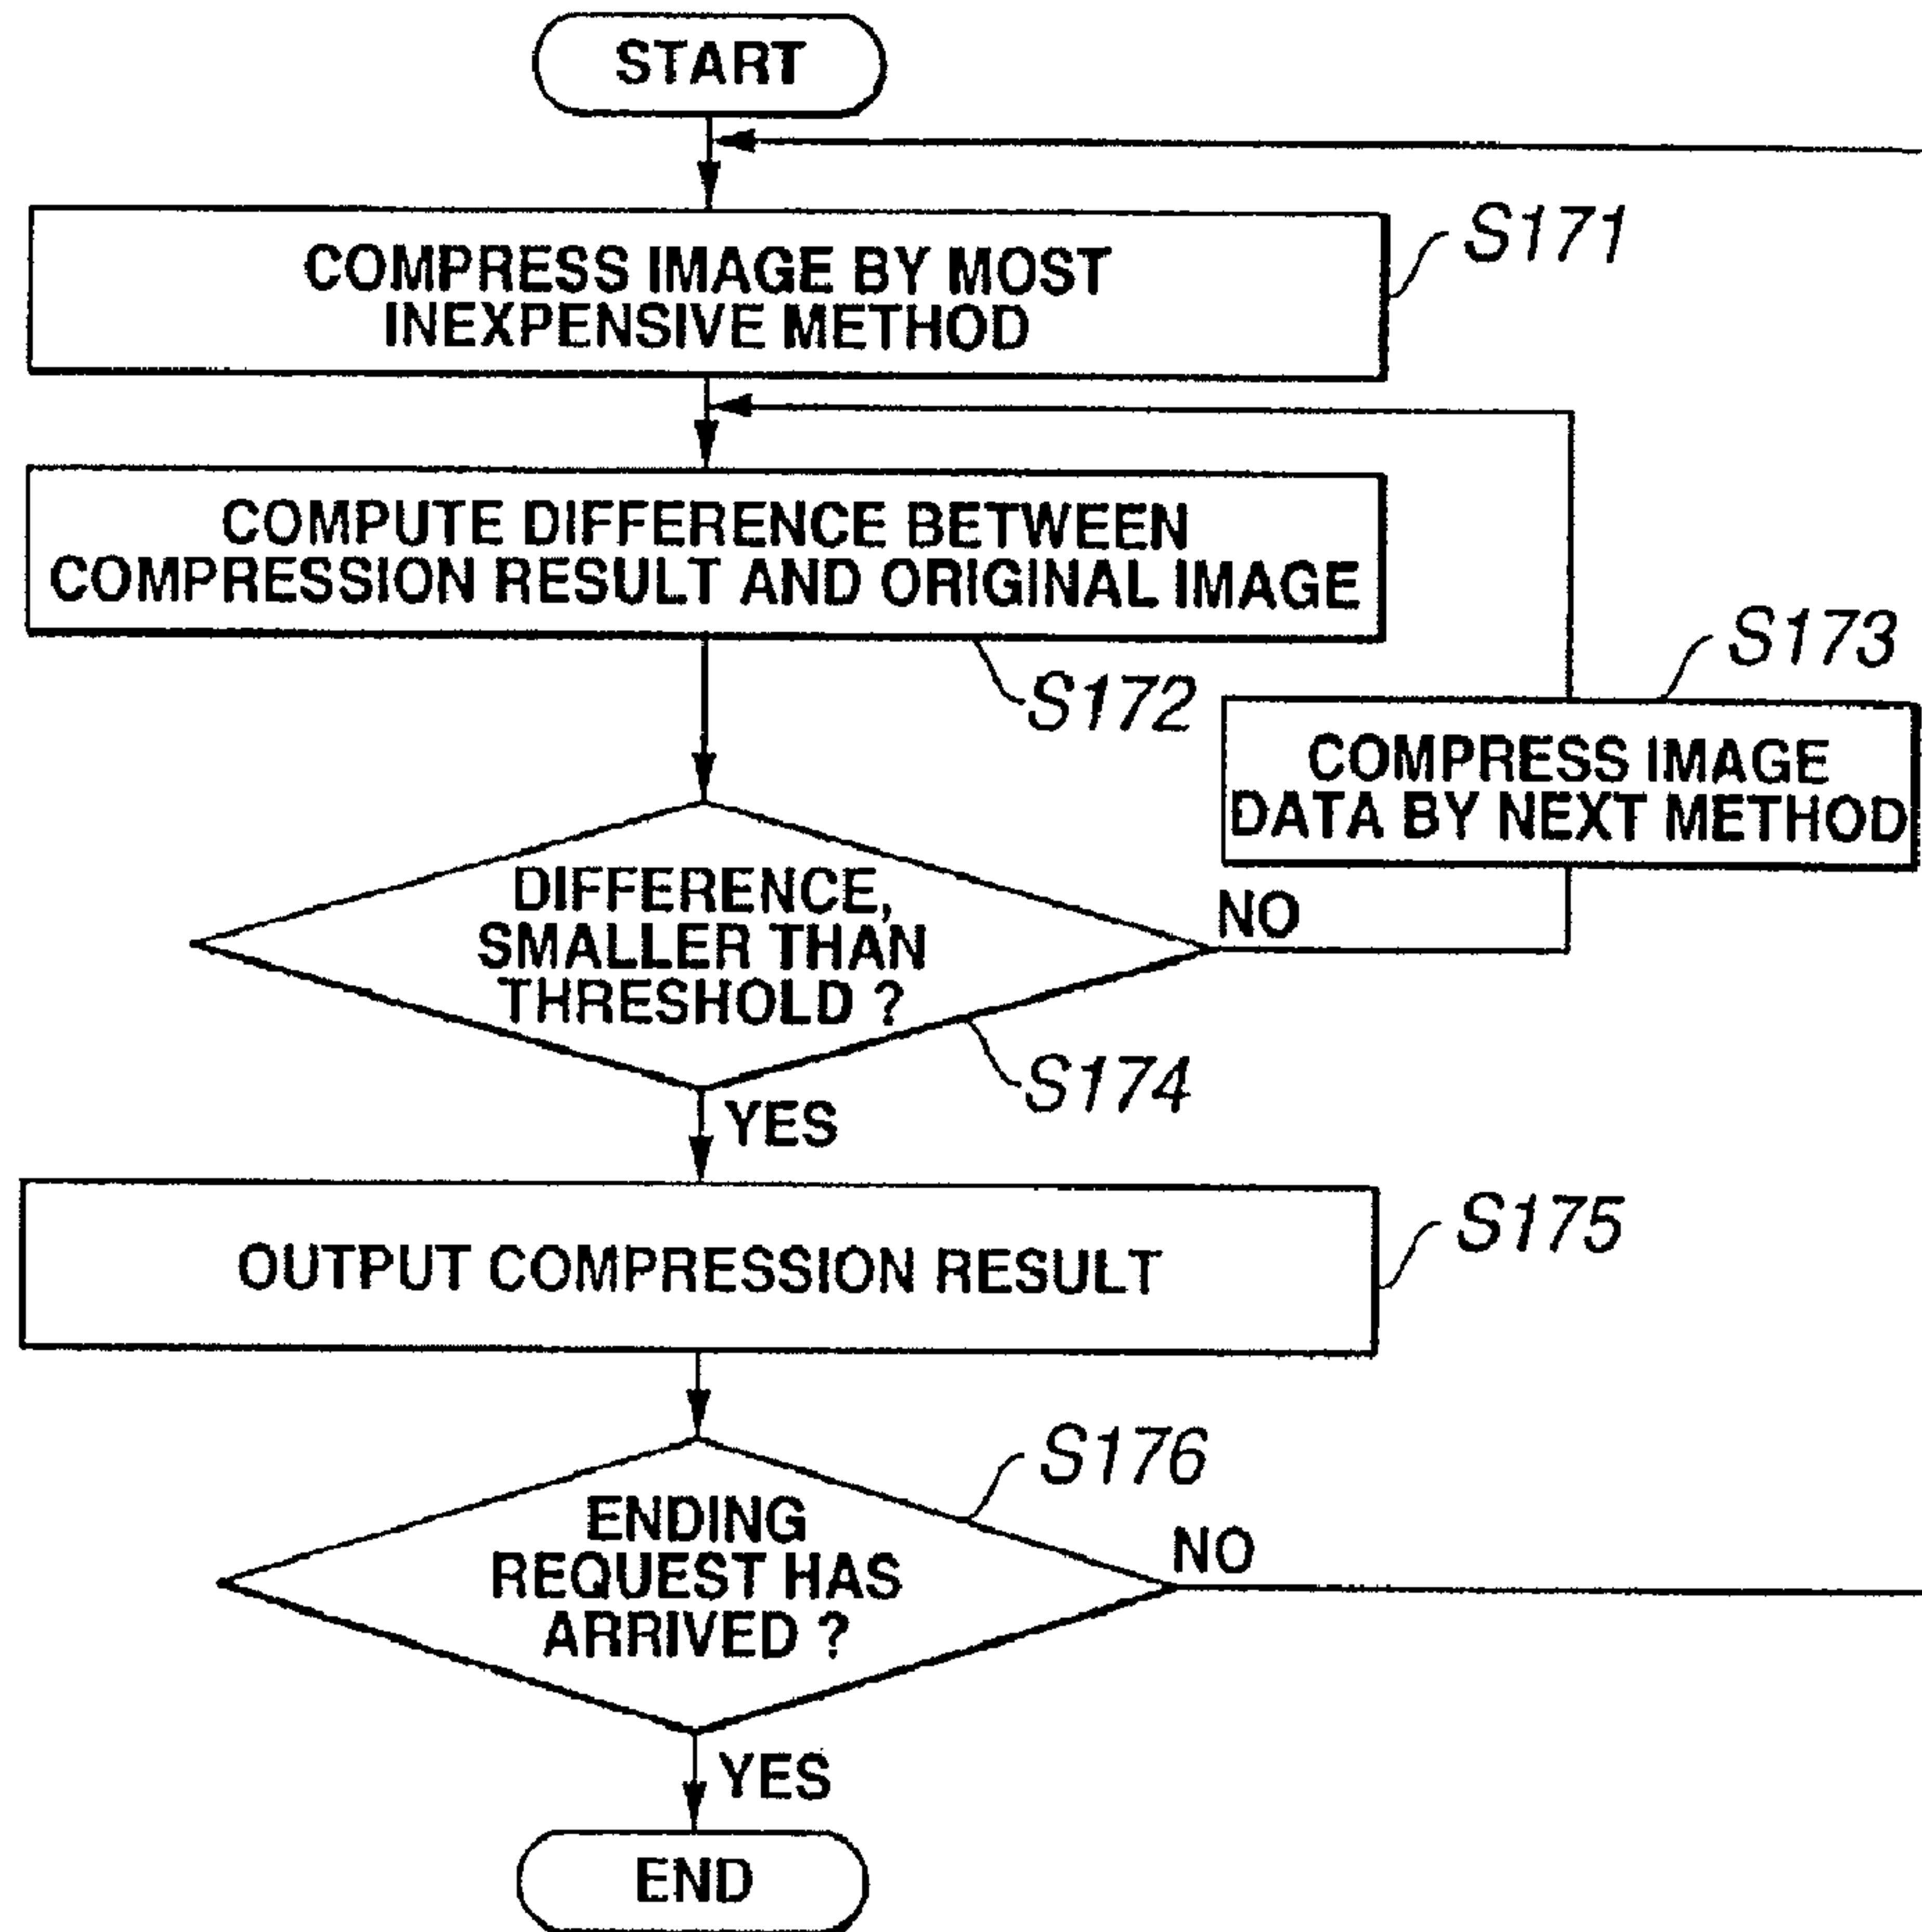 START
COMPRESS IMAGE BY MOST
INEXPENSIVE METHOD
S171
COMPUTE DIFFERENCE BETWEEN
COMPRESSION RESULT AND ORIGINAL IMAGE
S172
S173
COMPRESS IMAGE
DATA BY NEXT METHOD
DIFFERENCE,
SMALLER THAN
THRESHOLD ?
NO
S174
YES
OUTPUT COMPRESSION RESULT
S175
S176
ENDING
REQUEST HAS
ARRIVED ?
NO
YES
END